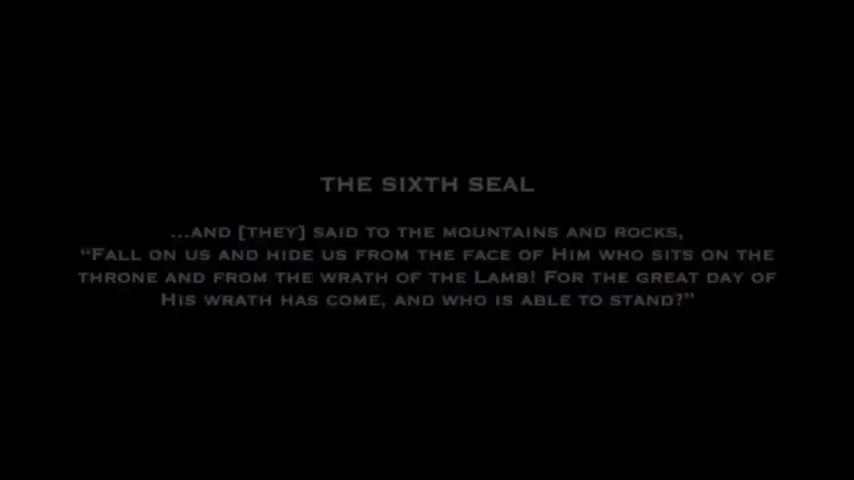 THE SIXTH SEAL
...AND [THEY] SAID TO THE MOUNTAINS AND ROCKS,
"FALL ON US AND HIDE US FROM THE FACE OF HIM WHO SITS ON THE
THRONE AND FROM THE WRATH OF THE LAMB! FOR THE GREAT DAY OF
HIS WRATH HAS COME, AND WHO IS ABLE TO STAND?"